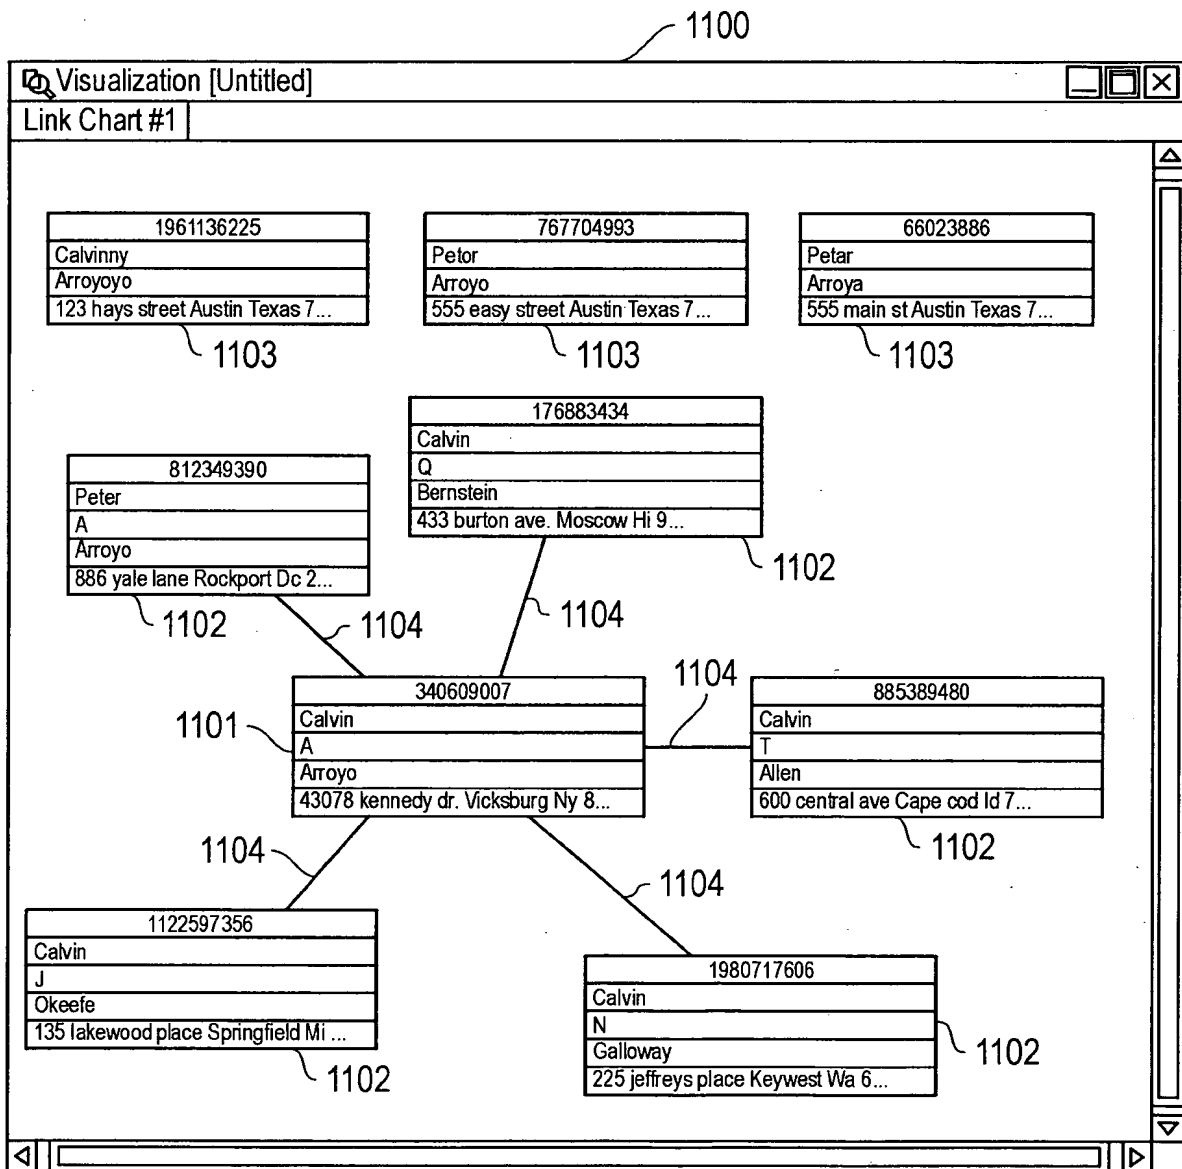 1100
Visualization [Untitled]
Link Chart #1
1961136225
Calvinny
Arroyoyo
123 hays street Austin Texas 7...
1103
767704993
Petor
Arroyo
555 easy street Austin Texas 7...
1103
66023886
Petar
Arroya
555 main st Austin Texas 7...
1103
176883434
Calvin
Q
Bernstein
433 burton ave. Moscow Hi 9...
1102
812349390
Peter
A
Arroyo
886 yale lane Rockport Dc 2...
1102
1104
1104
1101
340609007
Calvin
A
Arroyo
43078 kennedy dr. Vicksburg Ny 8...
1104
885389480
Calvin
T
Allen
600 central ave Cape cod Id 7...
1102
1104
1104
1122597356
Calvin
J
Okeefe
135 lakewood place Springfield Mi ...
1102
1980717606
Calvin
N
Galloway
225 jeffreys place Keywest Wa 6...
1102